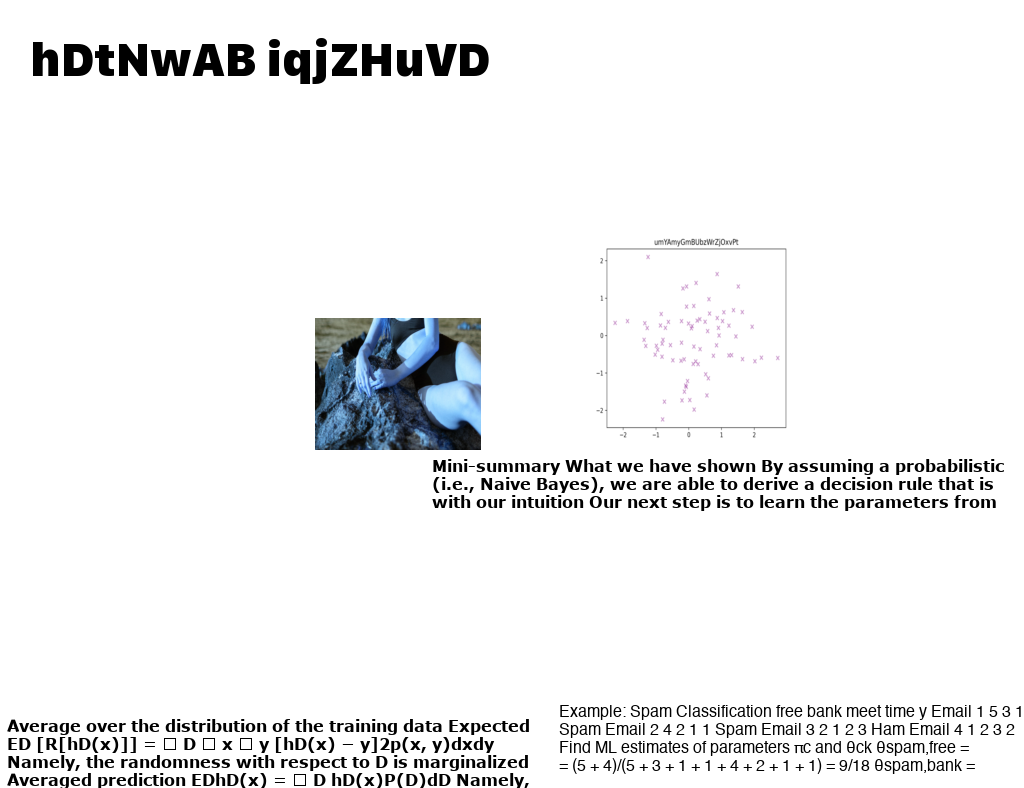 hDtNwAB iqjZHuVD
umYAmyGmBUbzWrZjOxvPt
2
1
0
−1
−2
−2 −1 0 1 2
Mini-summary What we have shown By assuming a probabilistic
(i.e., Naive Bayes), we are able to derive a decision rule that is
with our intuition Our next step is to learn the parameters from
Average over the distribution of the training data Expected
ED [R[hD(x)]] = □ D □ x □ y [hD(x) − y]2p(x, y)dxdy
Namely, the randomness with respect to D is marginalized
Averaged prediction EDhD(x) = □ D hD(x)P(D)dD Namely,
Example: Spam Classification free bank meet time y Email 1 5 3 1
Spam Email 2 4 2 1 1 Spam Email 3 2 1 2 3 Ham Email 4 1 2 3 2
Find ML estimates of parameters πc and θck θspam,free =
= (5 + 4)/(5 + 3 + 1 + 1 + 4 + 2 + 1 + 1) = 9/18 θspam,bank =